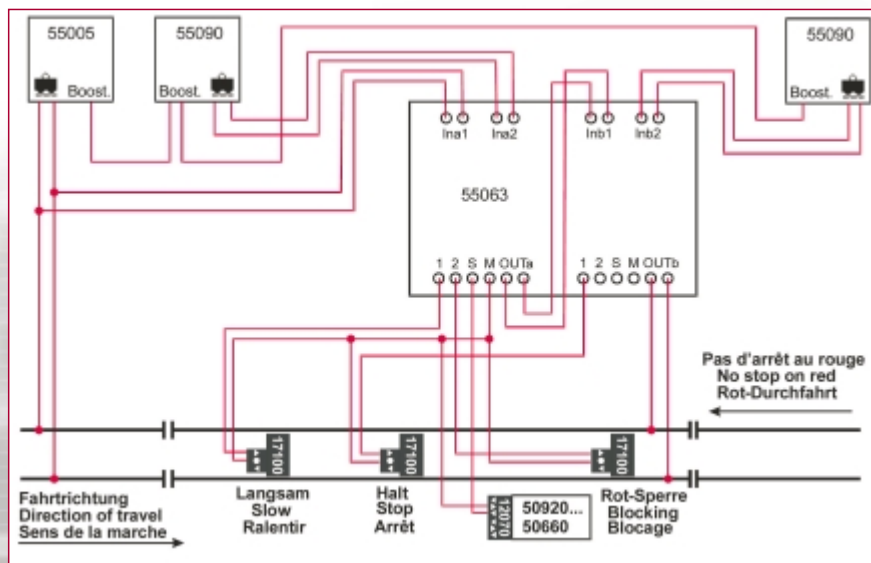 55005
Boost.
55090
Boost.
55090
Boost.
Ina1
Ina2
Inb1
Inb2
55063
1 2 S M OUTa
1 2 S M OUTb
Pas d'arrêt au rouge
No stop on red
Rot-Durchfahrt
17100
17100
17100
Fahrtrichtung
Direction of travel
Sens de la marche
Langsam
Slow
Ralentir
Halt
Stop
Arrêt
12070
50920...
50660
Rot-Sperre
Blocking
Blocage